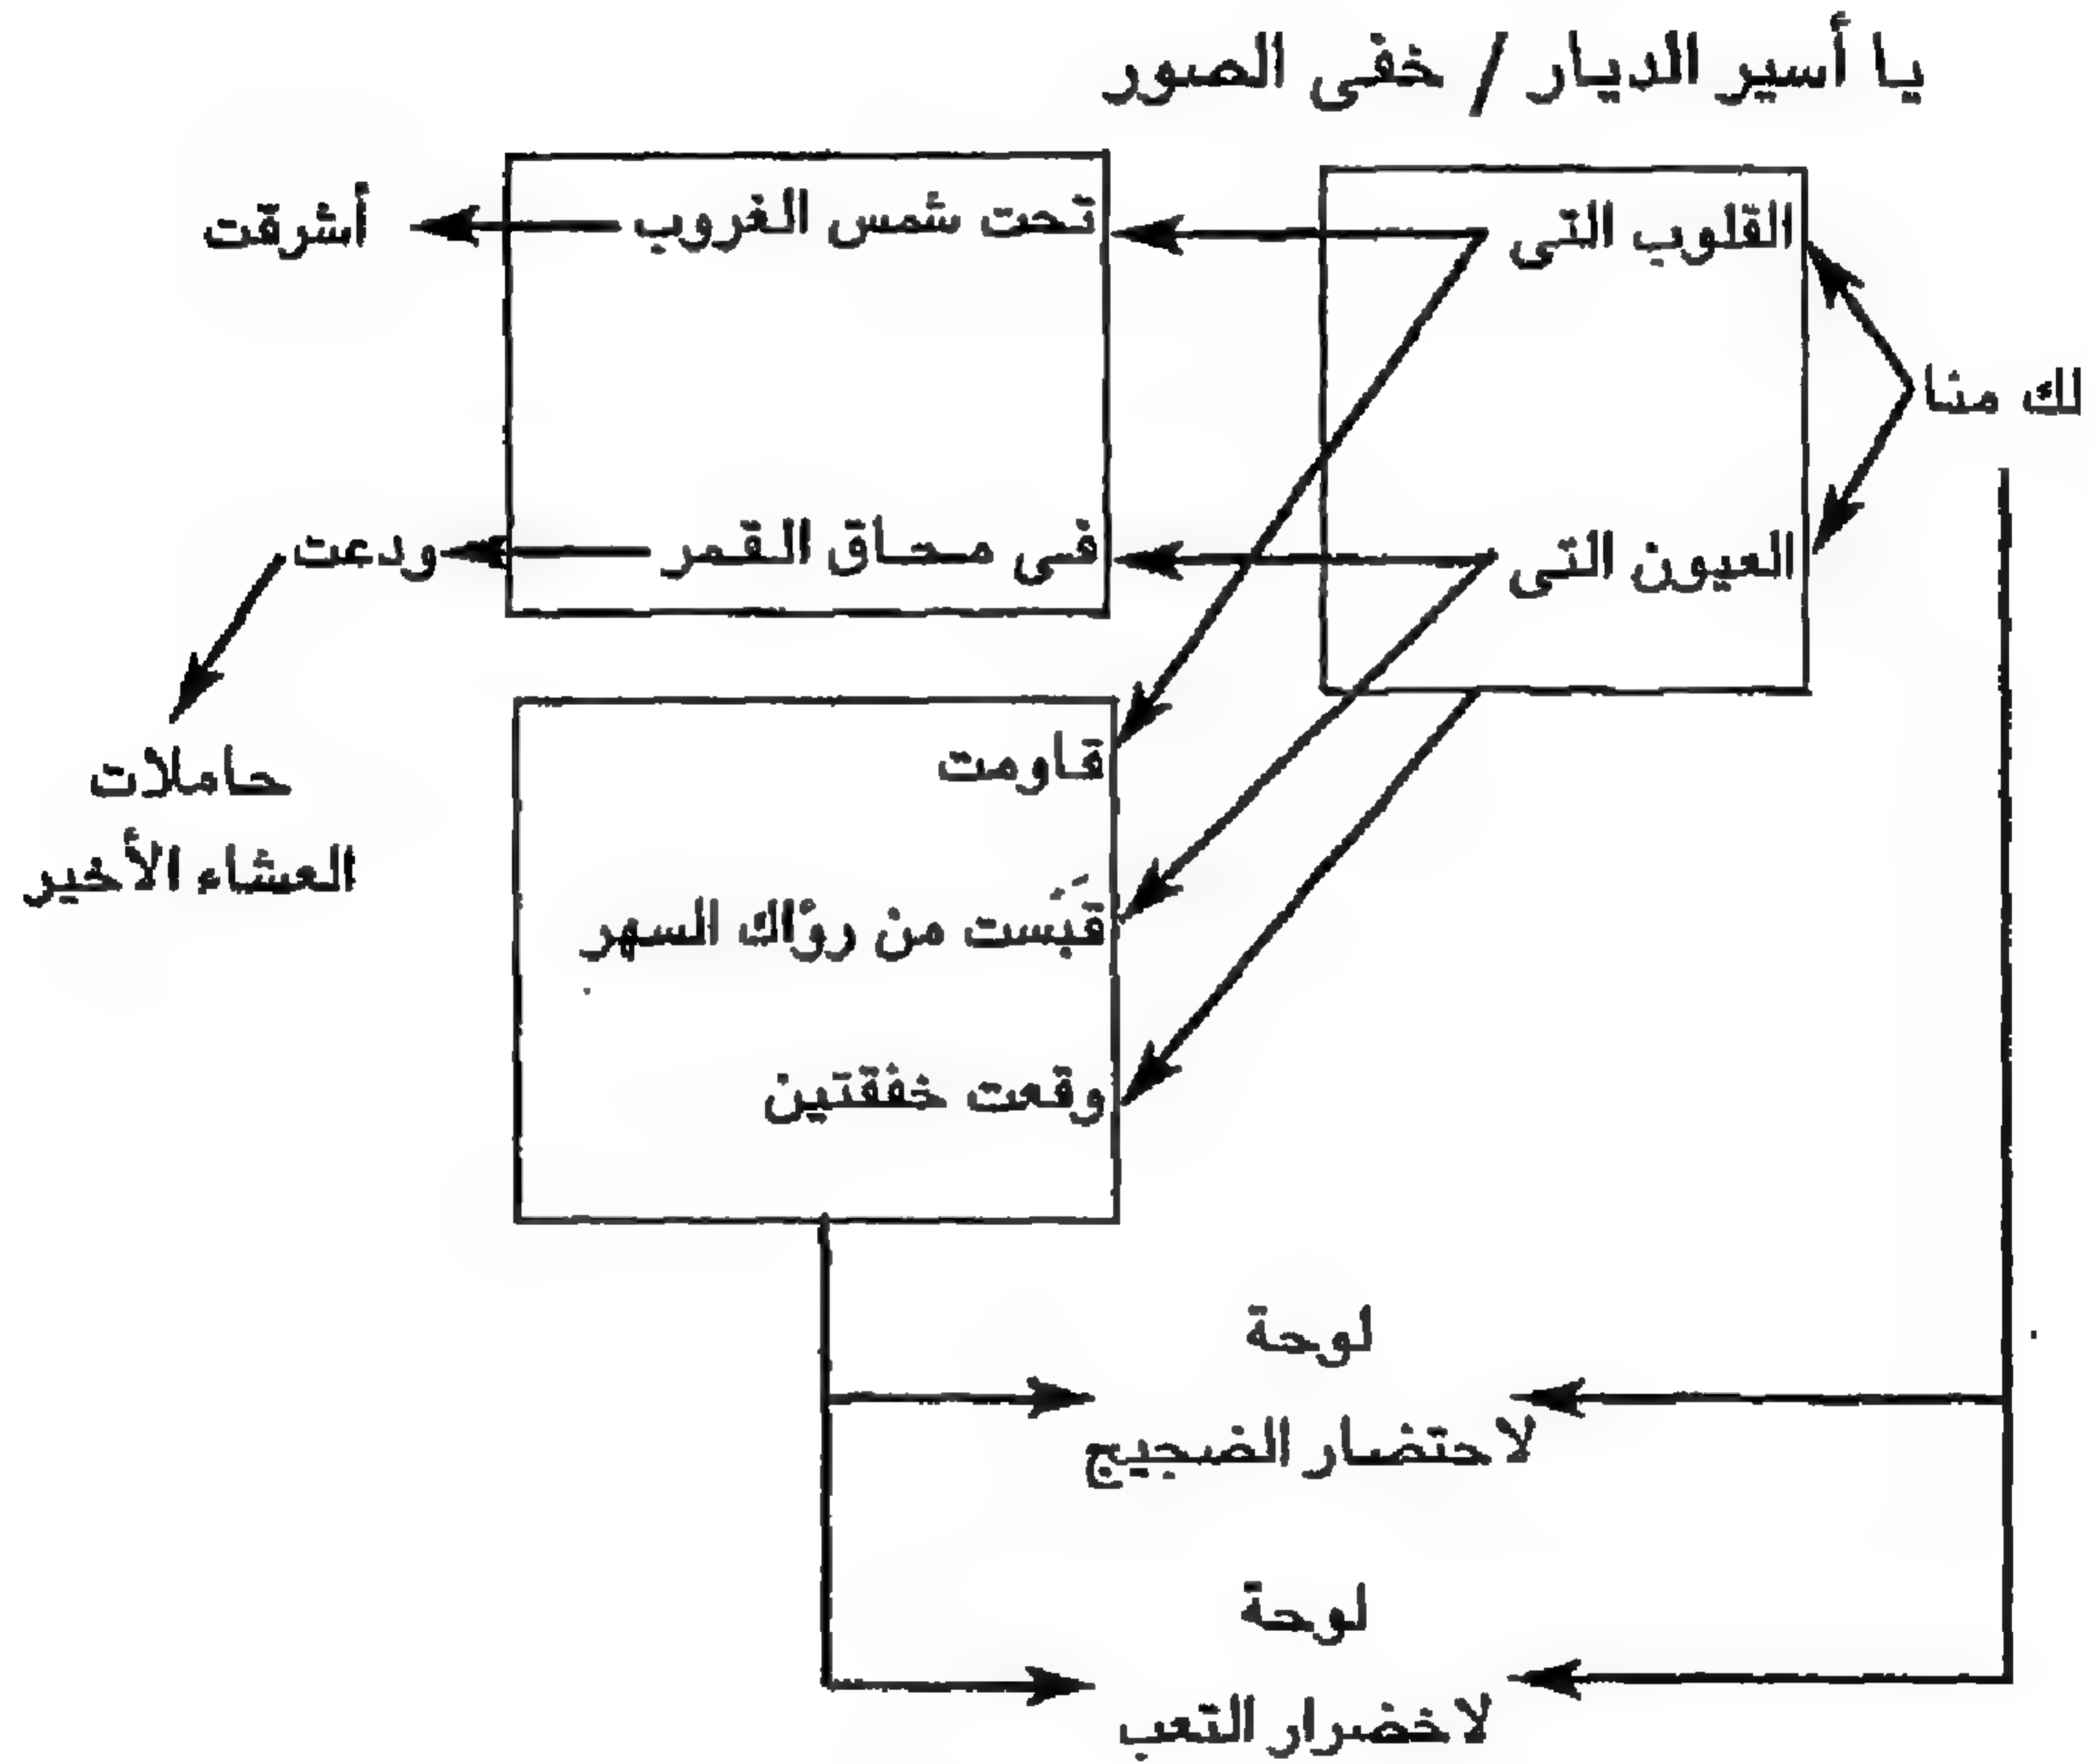 يا أسير الديار / خفى الصور
القلوب التى
تحت شمس الغروب
أشرقت
لك منا
العيون التى
فى محاق القمر
ودعت
حاملات
العشاء الأخير
قاومت
قَبَست من رؤاك السهر
وقعت خفقتين
لوحة
لاحتضار الضجيج
لوحة
لاخضرار التعب